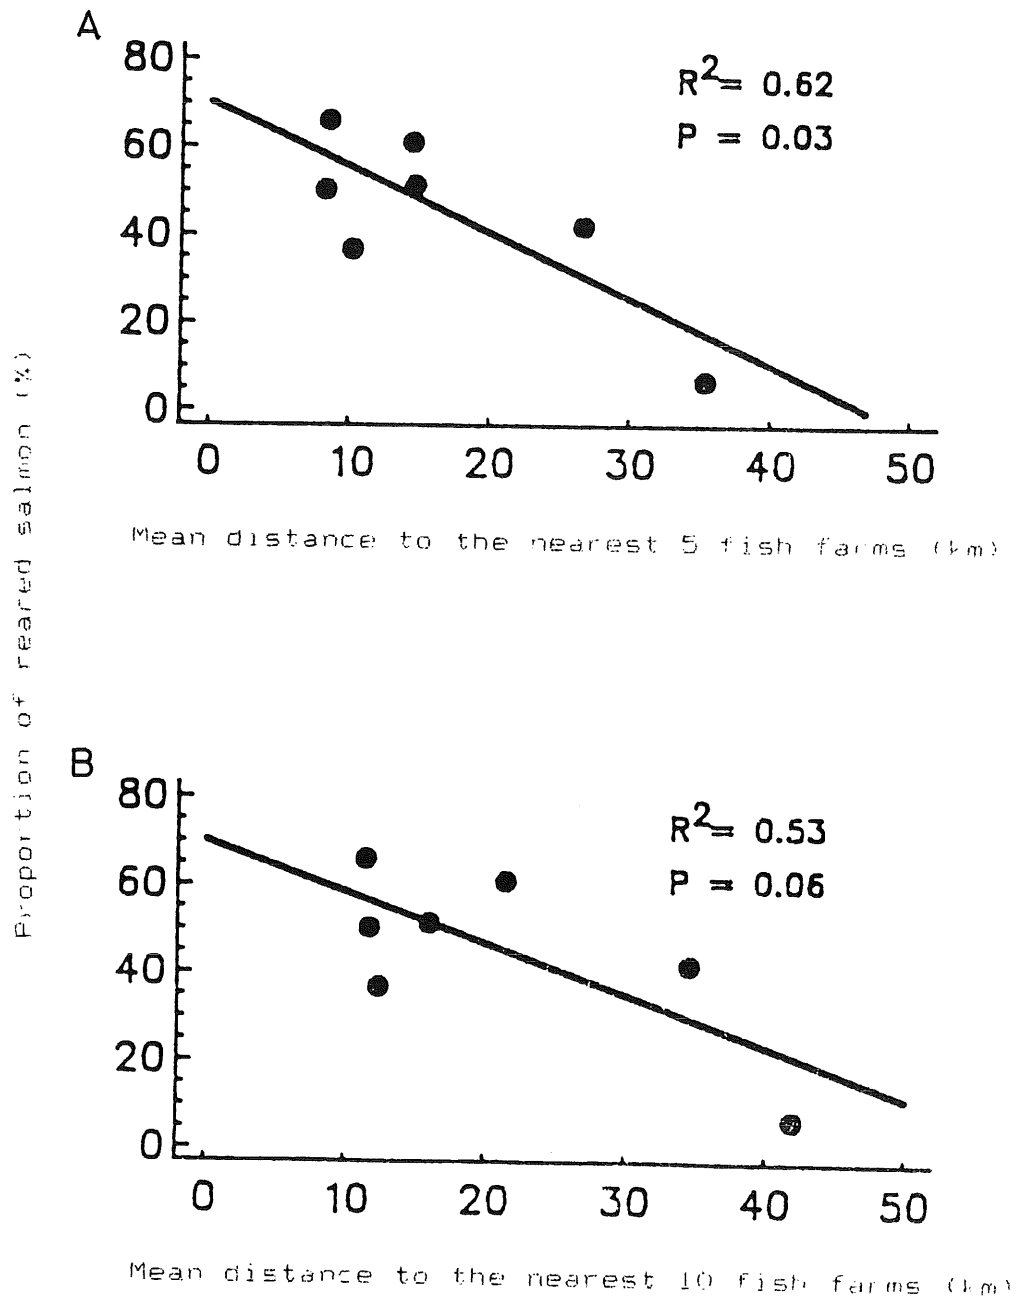 A
R²= 0.62
P = 0.03
80
60
40
20
0
0 10 20 30 40 50
Mean distance to the nearest 5 fish farms (km)
Proportion of reared salmon (%)
B
R²= 0.53
P = 0.06
80
60
40
20
0
0 10 20 30 40 50
Mean distance to the nearest 10 fish farms (km)